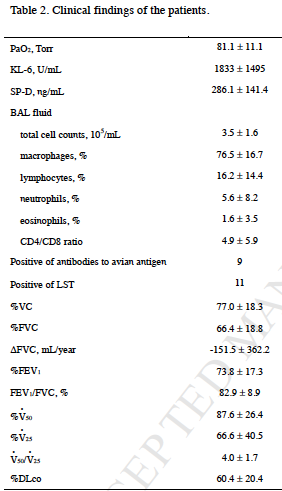 Table 2. Clinical findings of the patients.
PaO₂, Torr 81.1 ± 11.1
KL-6, U/mL 1833 ± 1495
SP-D, ng/mL 286.1 ± 141.4
BAL fluid
total cell counts, 10⁵/mL 3.5 ± 1.6
macrophages, % 76.5 ± 16.7
lymphocytes, % 16.2 ± 14.4
neutrophils, % 5.6 ± 8.2
eosinophils, % 1.6 ± 3.5
CD4/CD8 ratio 4.9 ± 5.9
Positive of antibodies to avian antigen 9
Positive of LST 11
%VC 77.0 ± 18.3
%FVC 66.4 ± 18.8
ΔFVC, mL/year -151.5 ± 362.2
%FEV₁ 73.8 ± 17.3
FEV₁/FVC, % 82.9 ± 8.9
%V̇₅₀ 87.6 ± 26.4
%V̇₂₅ 66.6 ± 40.5
V̇₅₀/V̇₂₅ 4.0 ± 1.7
%DLco 60.4 ± 20.4
EPTED MAN